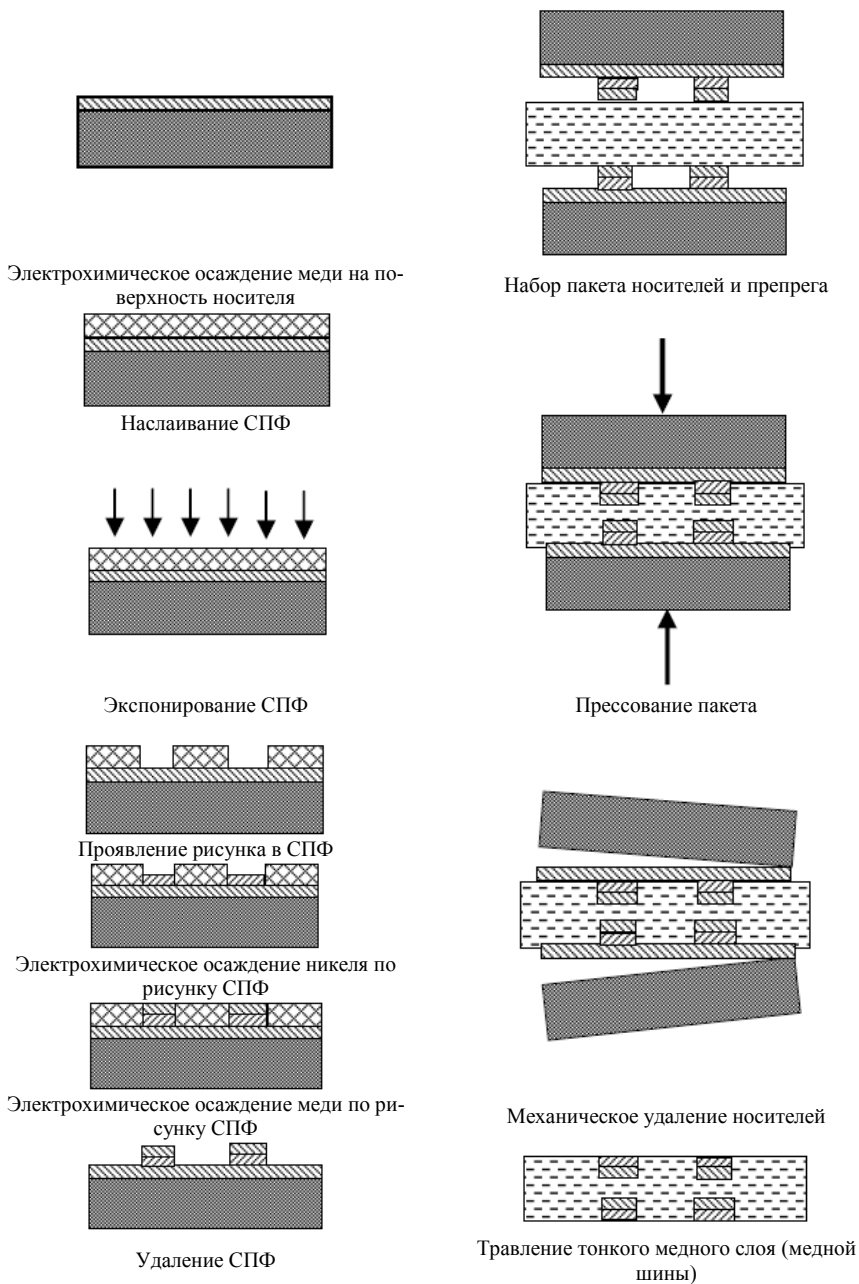 Электрохимическое осаждение меди на по-
верхность носителя
Наслаивание СПФ
Экспонирование СПФ
Проявление рисунка в СПФ
Электрохимическое осаждение никеля по
рисунку СПФ
Электрохимическое осаждение меди по ри-
сунку СПФ
Удаление СПФ
Набор пакета носителей и препрега
Прессование пакета
Механическое удаление носителей
Травление тонкого медного слоя (медной
шины)